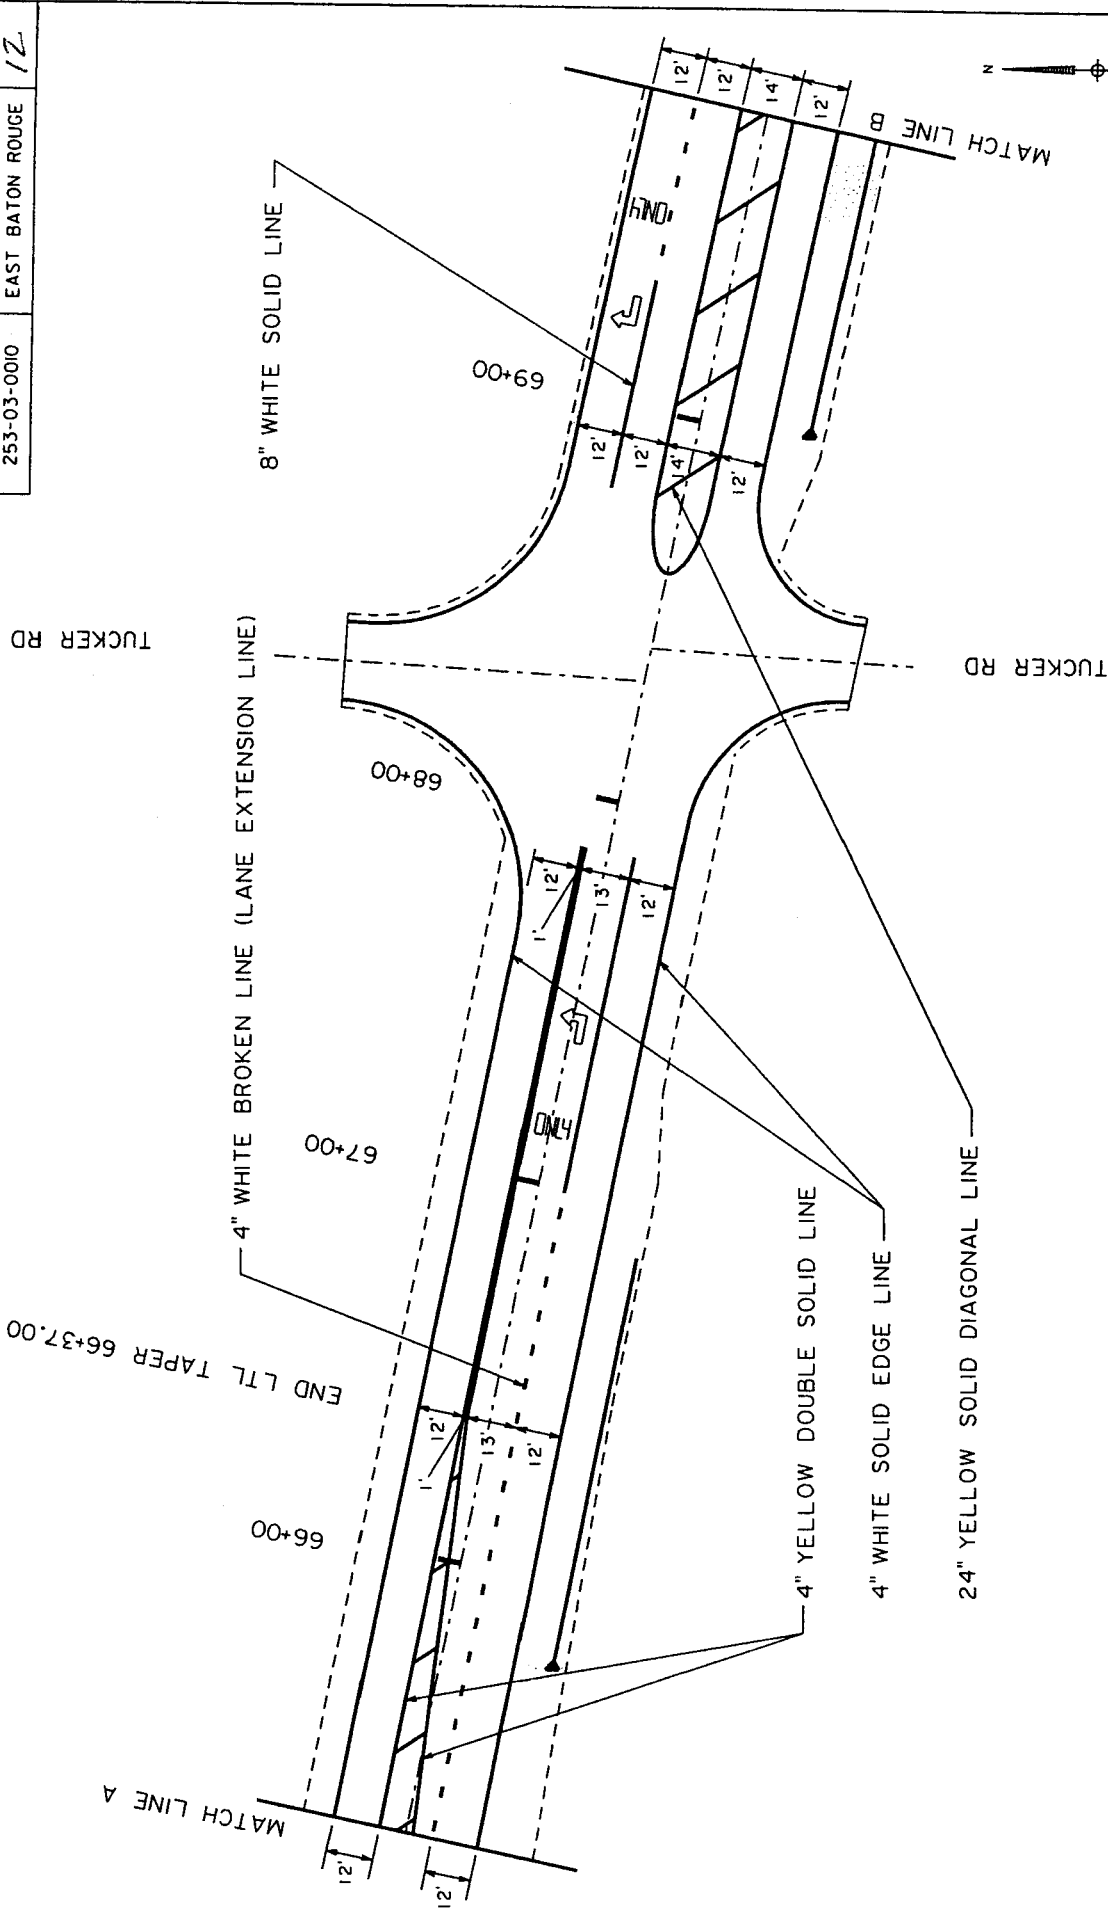 253-03-0010
EAST BATON ROUGE
12
N
MATCH LINE B
12'
12'
14'
12'
ONLY
8" WHITE SOLID LINE
69+00
12'
12'
14'
12'
TUCKER RD
TUCKER RD
4" WHITE BROKEN LINE (LANE EXTENSION LINE)
68+00
12'
1'
13'
12'
ONLY
67+00
END LTL TAPER 66+37.00
12'
1'
13'
12'
66+00
4" YELLOW DOUBLE SOLID LINE
4" WHITE SOLID EDGE LINE
24" YELLOW SOLID DIAGONAL LINE
MATCH LINE A
12'
12'